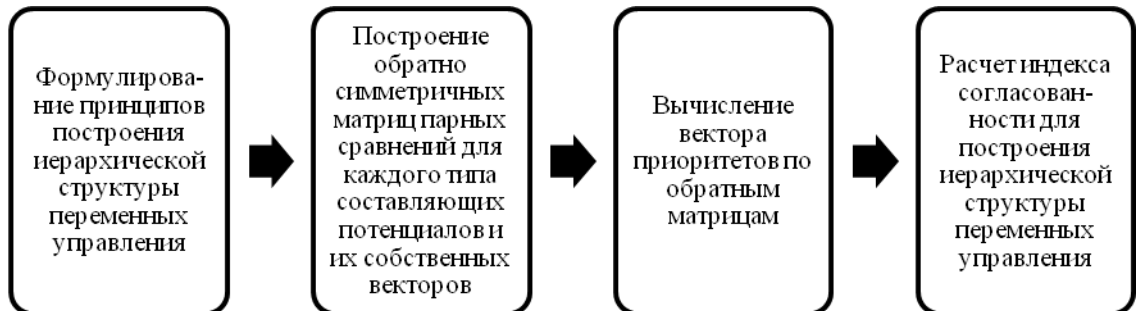 Формулирова-
ние принципов
построения
иерархической
структуры
переменных
управления
Построение
обратно
симметричных
матриц парных
сравнений для
каждого типа
составляющих
потенциалов и
их собственных
векторов
Вычисление
вектора
приоритетов по
обратным
матрицам
Расчет индекса
согласован-
ности для
построения
иерархической
структуры
переменных
управления